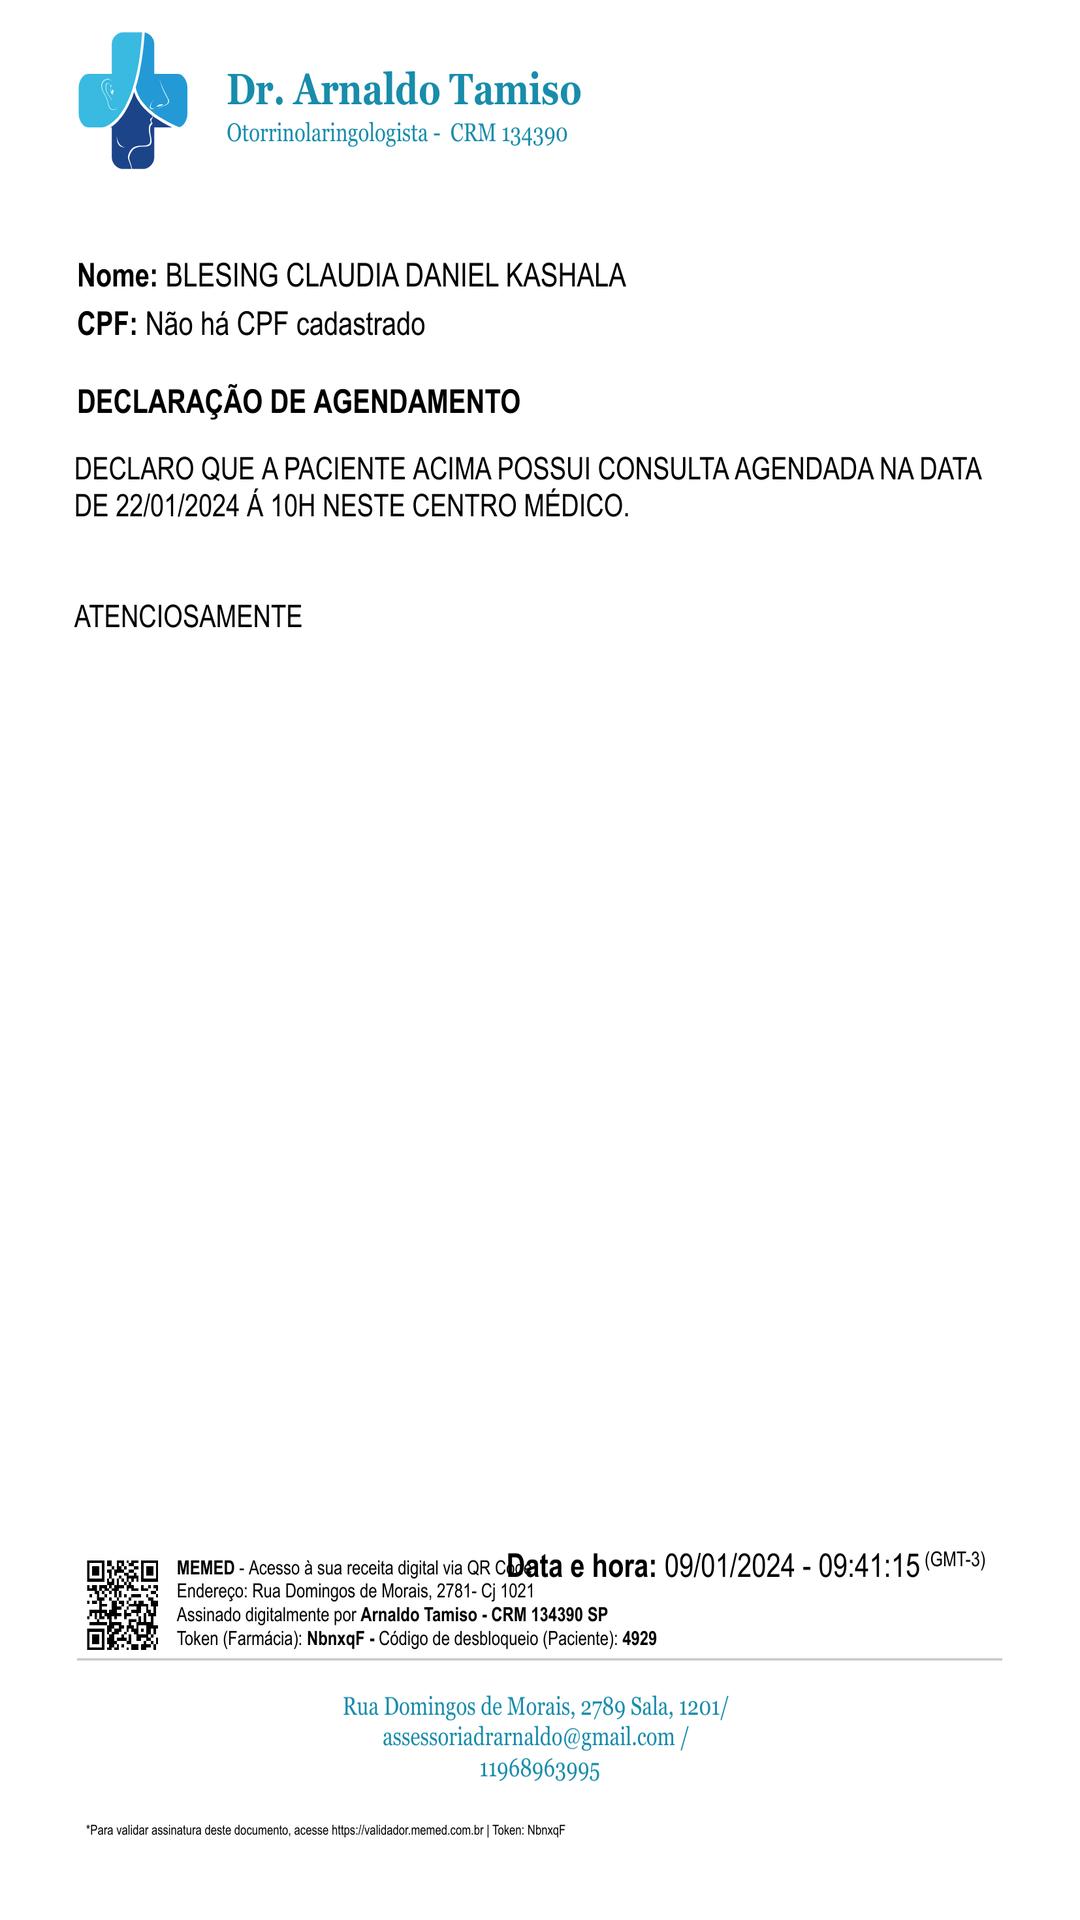 Dr. Arnaldo Tamiso
Otorrinolaringologista - CRM 134390
Nome: BLESING CLAUDIA DANIEL KASHALA
CPF: Não há CPF cadastrado
DECLARAÇÃO DE AGENDAMENTO
DECLARO QUE A PACIENTE ACIMA POSSUI CONSULTA AGENDADA NA DATA
DE 22/01/2024 Á 10H NESTE CENTRO MÉDICO.
ATENCIOSAMENTE
MEMED - Acesso à sua receita digital via QR Code
Data e hora: 09/01/2024 - 09:41:15 (GMT-3)
Endereço: Rua Domingos de Morais, 2781- Cj 1021
Assinado digitalmente por Arnaldo Tamiso - CRM 134390 SP
Token (Farmácia): NbnxqF - Código de desbloqueio (Paciente): 4929
Rua Domingos de Morais, 2789 Sala, 1201/
assessoriadrarnaldo@gmail.com /
11968963995
*Para validar assinatura deste documento, acesse https://validador.memed.com.br | Token: NbnxqF